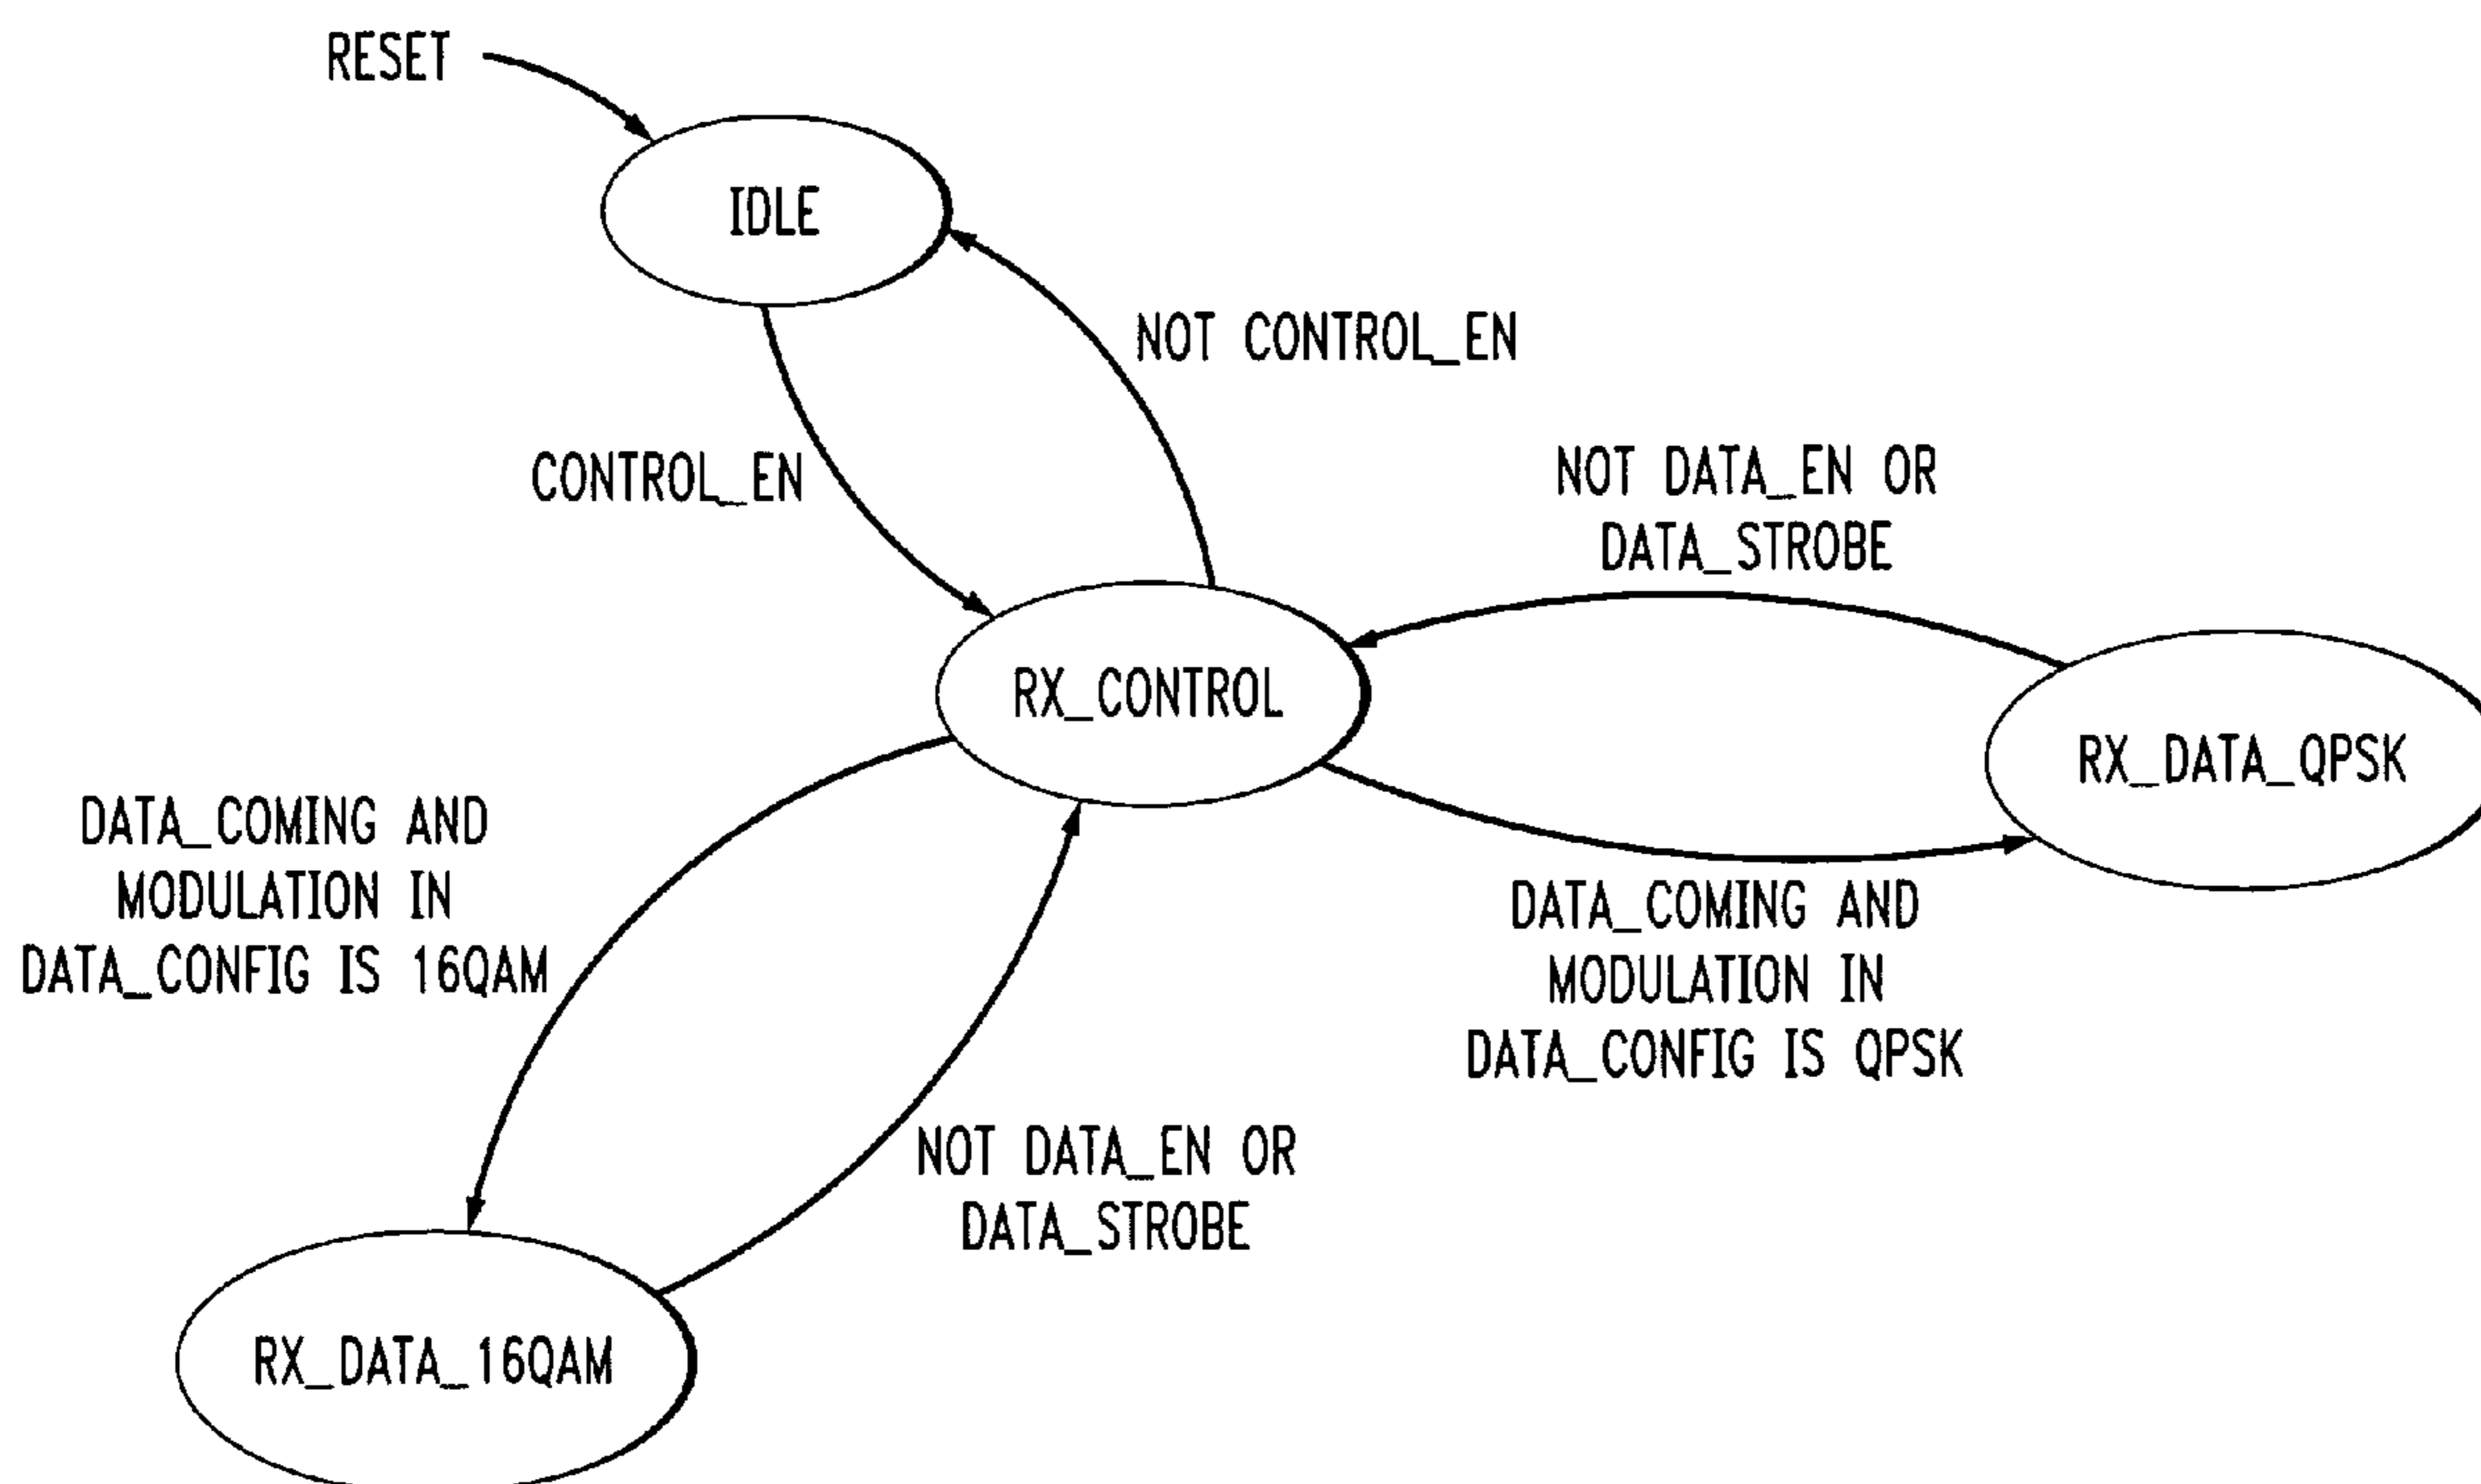 RESET
IDLE
NOT CONTROL_EN
CONTROL_EN
NOT DATA_EN OR
DATA_STROBE
RX_CONTROL
RX_DATA_QPSK
DATA_COMING AND
MODULATION IN
DATA_CONFIG IS 16QAM
DATA_COMING AND
MODULATION IN
DATA_CONFIG IS QPSK
NOT DATA_EN OR
DATA_STROBE
RX_DATA_16QAM